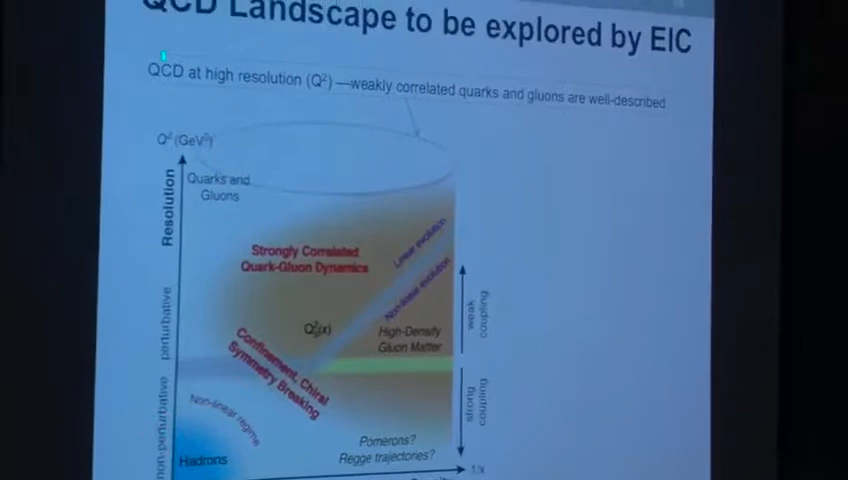 QCD Landscape to be explored by EIC
QCD at high resolution (Q²) —weakly correlated quarks and gluons are well-described
Q² (GeV²)
Resolution
Quarks and
Gluons
Strongly Correlated
Quark-Gluon Dynamics
Linear evolution
Non-linear evolution
Q²ₛ(x)
High-Density
Gluon Matter
weak
coupling
perturbative
Confinement, Chiral
Symmetry Breaking
strong
coupling
non-perturbative
Non-linear regime
Hadrons
Pomerons?
Regge trajectories?
1/x